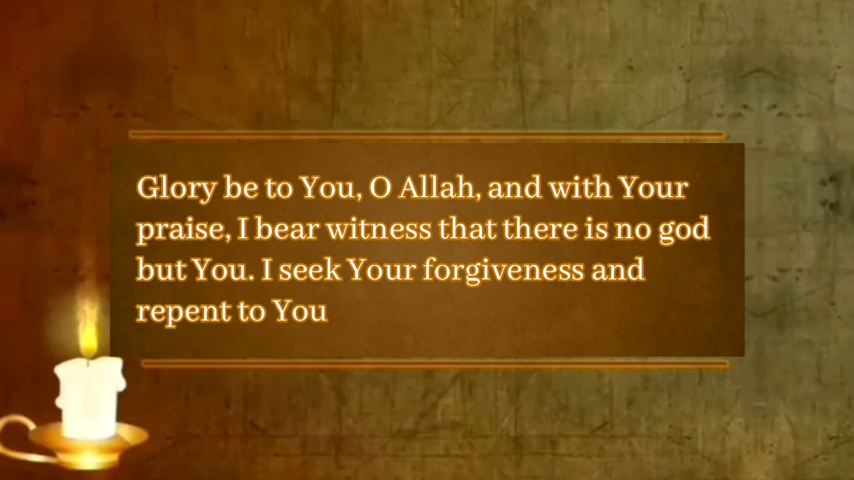 Glory be to You, O Allah, and with Your
praise, I bear witness that there is no god
but You. I seek Your forgiveness and
repent to You